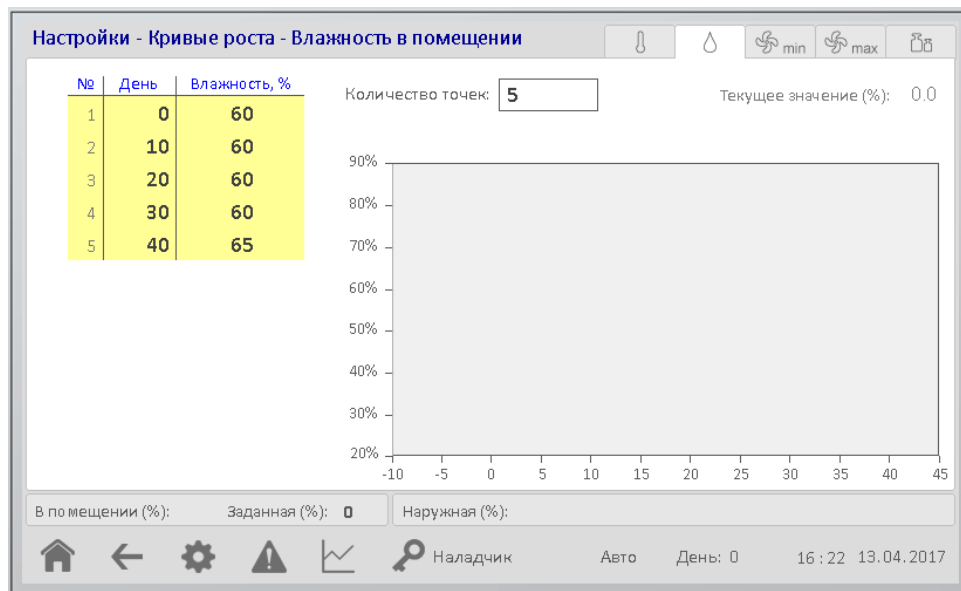 Настройки - Кривые роста - Влажность в помещении
min
max
№ День Влажность, %
1 0 60
2 10 60
3 20 60
4 30 60
5 40 65
Количество точек: 5
Текущее значение (%): 0.0
90%
80%
70%
60%
50%
40%
30%
20%
-10 -5 0 5 10 15 20 25 30 35 40 45
В помещении (%): Заданная (%): 0 Наружная (%):
Наладчик Авто День: 0 16 : 22 13.04.2017